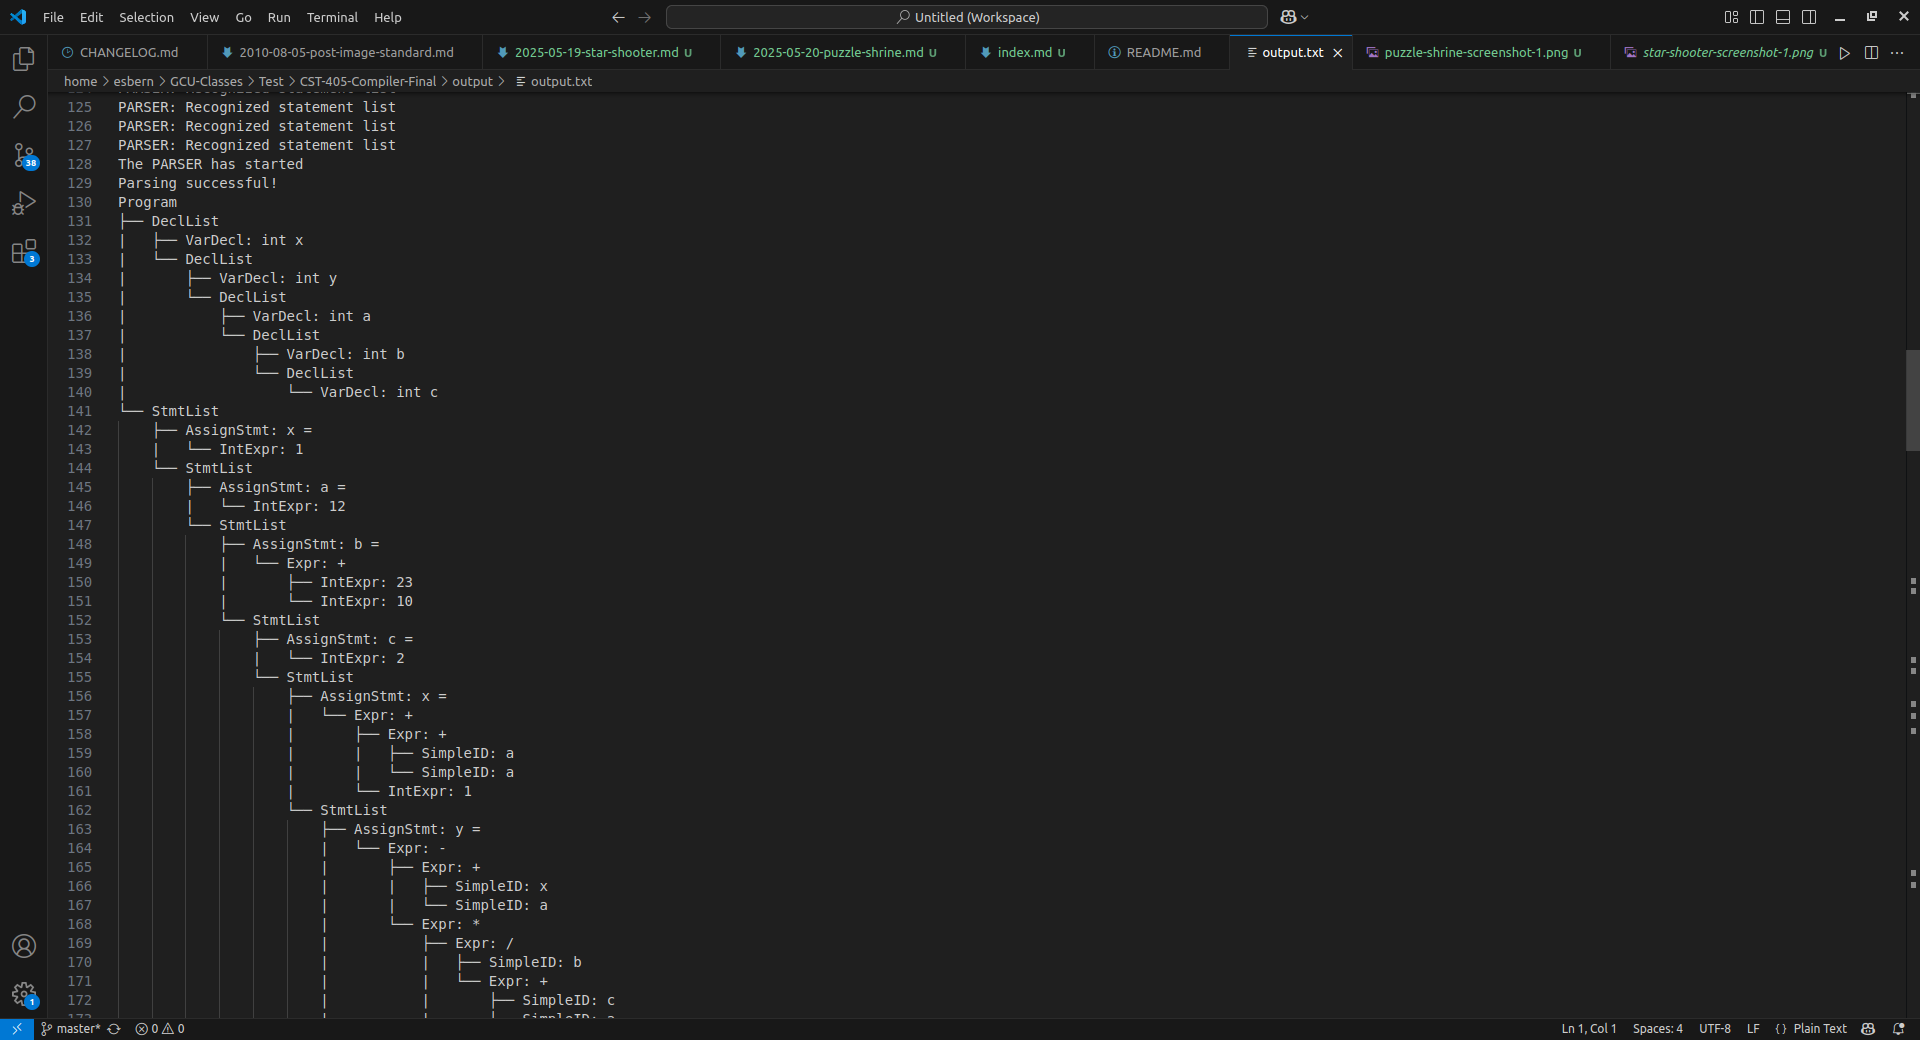 File Edit Selection View Go Run Terminal Help
Untitled (Workspace)
CHANGELOG.md 2010-08-05-post-image-standard.md 2025-05-19-star-shooter.md U 2025-05-20-puzzle-shrine.md U index.md U README.md output.txt puzzle-shrine-screenshot-1.png U star-shooter-screenshot-1.png U
home > esbern > GCU-Classes > Test > CST-405-Compiler-Final > output > output.txt
125 PARSER: Recognized statement list
126 PARSER: Recognized statement list
127 PARSER: Recognized statement list
128 The PARSER has started
129 Parsing successful!
130 Program
131 ├── DeclList
132 |   ├── VarDecl: int x
133 |   └── DeclList
134 |       ├── VarDecl: int y
135 |       └── DeclList
136 |           ├── VarDecl: int a
137 |           └── DeclList
138 |               ├── VarDecl: int b
139 |               └── DeclList
140 |                   └── VarDecl: int c
141 └── StmtList
142     ├── AssignStmt: x =
143     |   └── IntExpr: 1
144     └── StmtList
145         ├── AssignStmt: a =
146         |   └── IntExpr: 12
147         └── StmtList
148             ├── AssignStmt: b =
149             |   └── Expr: +
150             |       ├── IntExpr: 23
151             |       └── IntExpr: 10
152             └── StmtList
153                 ├── AssignStmt: c =
154                 |   └── IntExpr: 2
155                 └── StmtList
156                     ├── AssignStmt: x =
157                     |   └── Expr: +
158                     |       ├── Expr: +
159                     |       |   ├── SimpleID: a
160                     |       |   └── SimpleID: a
161                     |       └── IntExpr: 1
162                     └── StmtList
163                         ├── AssignStmt: y =
164                         |   └── Expr: -
165                         |       ├── Expr: +
166                         |       |   ├── SimpleID: x
167                         |       |   └── SimpleID: a
168                         |       └── Expr: *
169                         |           ├── Expr: /
170                         |           |   ├── SimpleID: b
171                         |           |   └── Expr: +
172                         |           |       ├── SimpleID: c
38
3
1
master* 0 0 Ln 1, Col 1 Spaces: 4 UTF-8 LF {} Plain Text